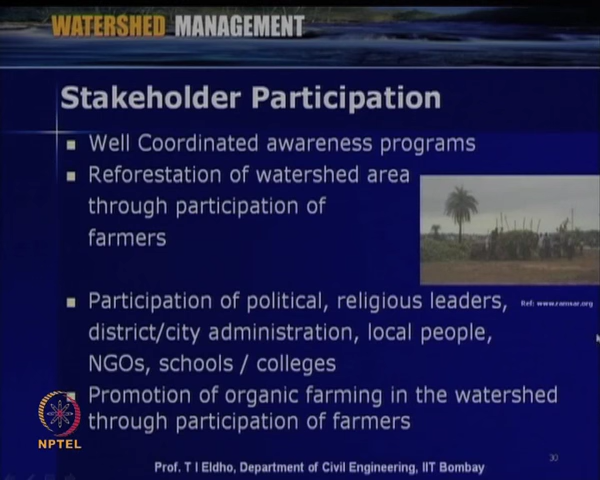 WATERSHED MANAGEMENT
Stakeholder Participation
Well Coordinated awareness programs
Reforestation of watershed area
through participation of
farmers
Ref: www.ramsar.org
Participation of political, religious leaders,
district/city administration, local people,
NGOs, schools / colleges
Promotion of organic farming in the watershed
through participation of farmers
NPTEL
Prof. T I Eldho, Department of Civil Engineering, IIT Bombay
30